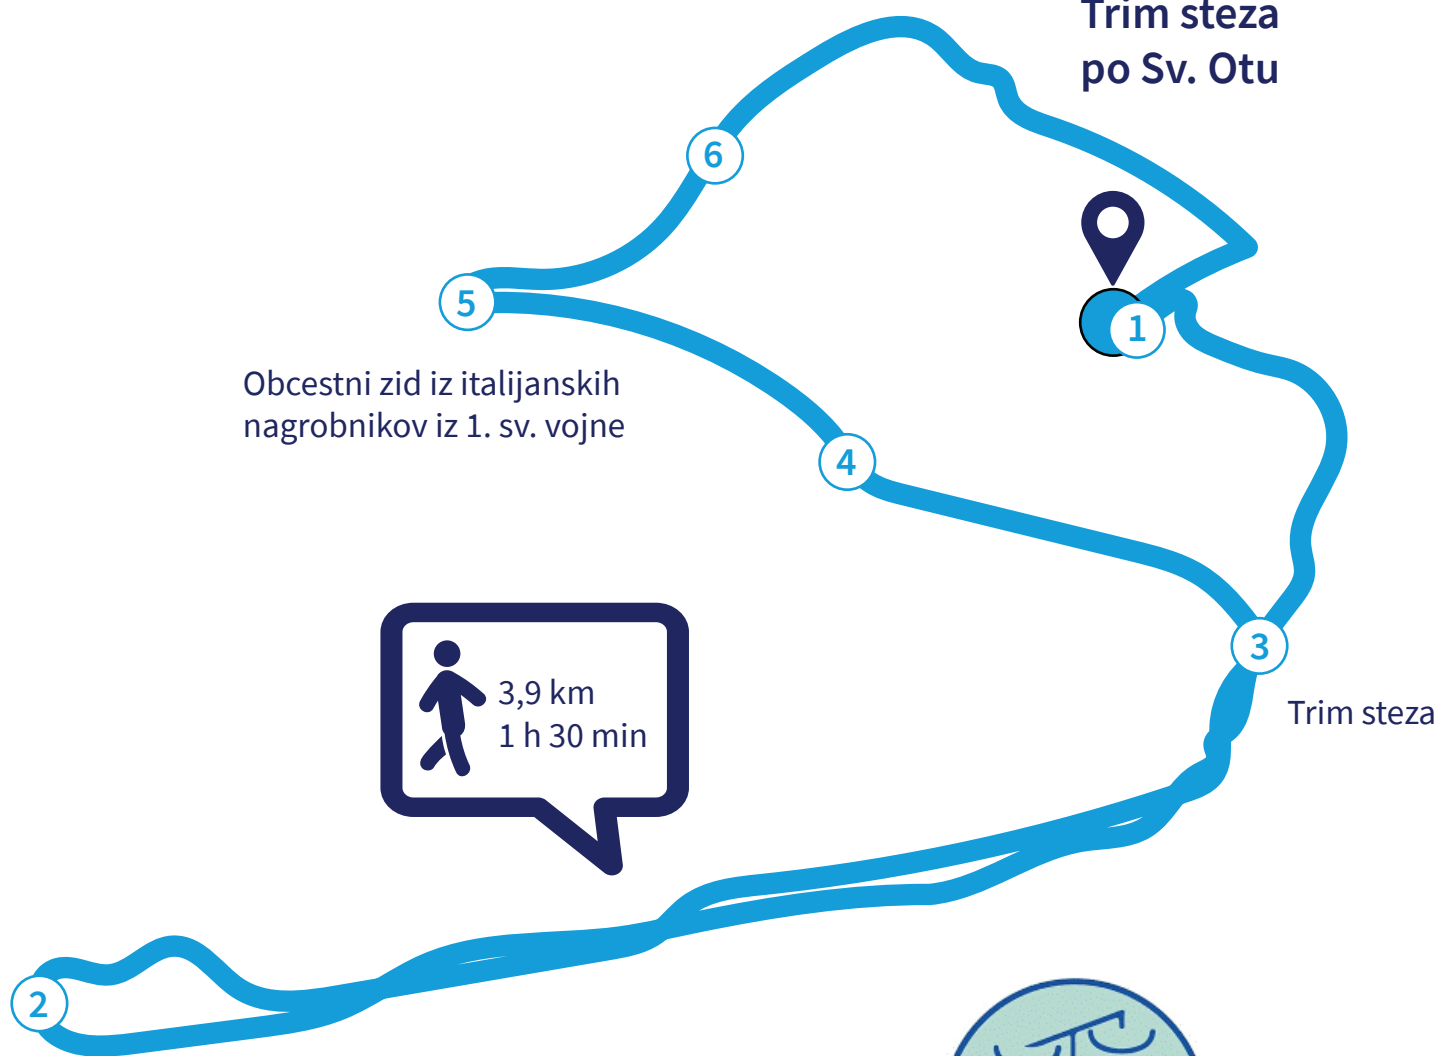 Trim steza
po Sv. Otu
6
5
1
Obcestni zid iz italijanskih
nagrobnikov iz 1. sv. vojne
4
3
3,9 km
1 h 30 min
Trim steza
2